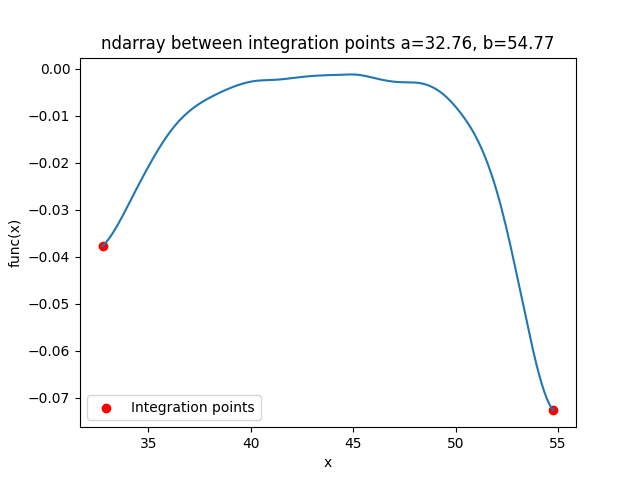 ndarray between integration points a=32.76, b=54.77
0.00
−0.01
−0.02
−0.03
−0.04
−0.05
−0.06
−0.07
func(x)
Integration points
35 40 45 50 55
x